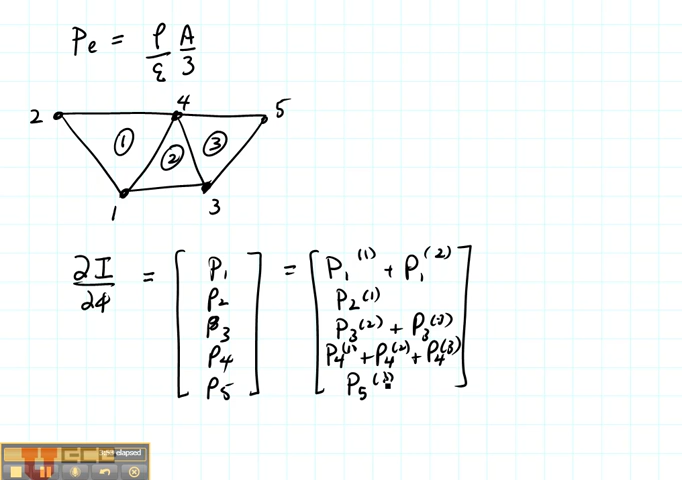 Pe = ρ/ε A/3
2 4 5
① ② ③
1 3
∂I/∂φ = [P1 P2 P3 P4 P5] = [P1^(1) + P1^(2)
P2^(1)
P3^(2) + P3^(3)
P4^(1) + P4^(2) + P4^(3)
P5^(3)]
elapsed